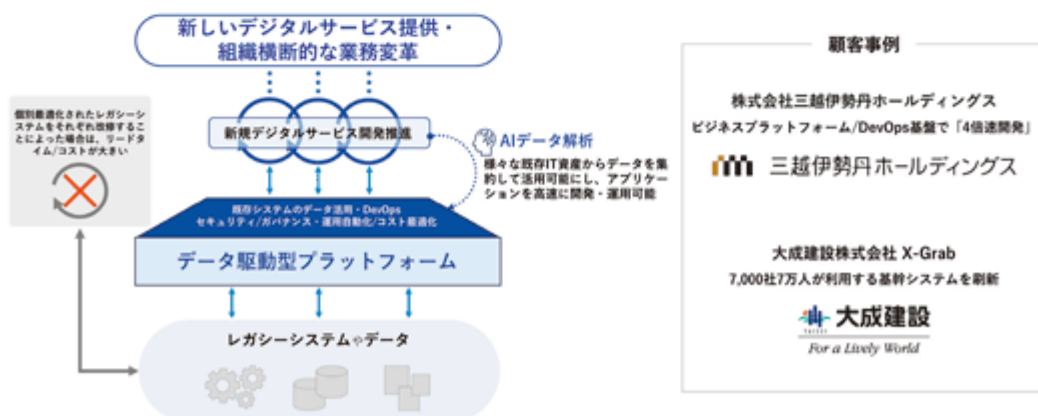 新しいデジタルサービス提供・
組織横断的な業務変革
個別最適化されたレガシーシ
ステムをそれぞれ改修するこ
とによった場合は、リードタ
イム/コストが大きい
新規デジタルサービス開発推進
AIデータ解析
様々な既存IT資産からデータを集
約して活用可能にし、アプリケー
ションを高速に開発・運用可能
既存システムのデータ活用・DevOps
セキュリティ/ガバナンス・運用自動化/コスト最適化
データ駆動型プラットフォーム
レガシーシステムやデータ
顧客事例
株式会社三越伊勢丹ホールディングス
ビジネスプラットフォーム/DevOps基盤で「4倍速開発」
三越伊勢丹ホールディングス
大成建設株式会社 X-Grab
7,000社7万人が利用する基幹システムを刷新
TAISEI
大成建設
For a Lively World